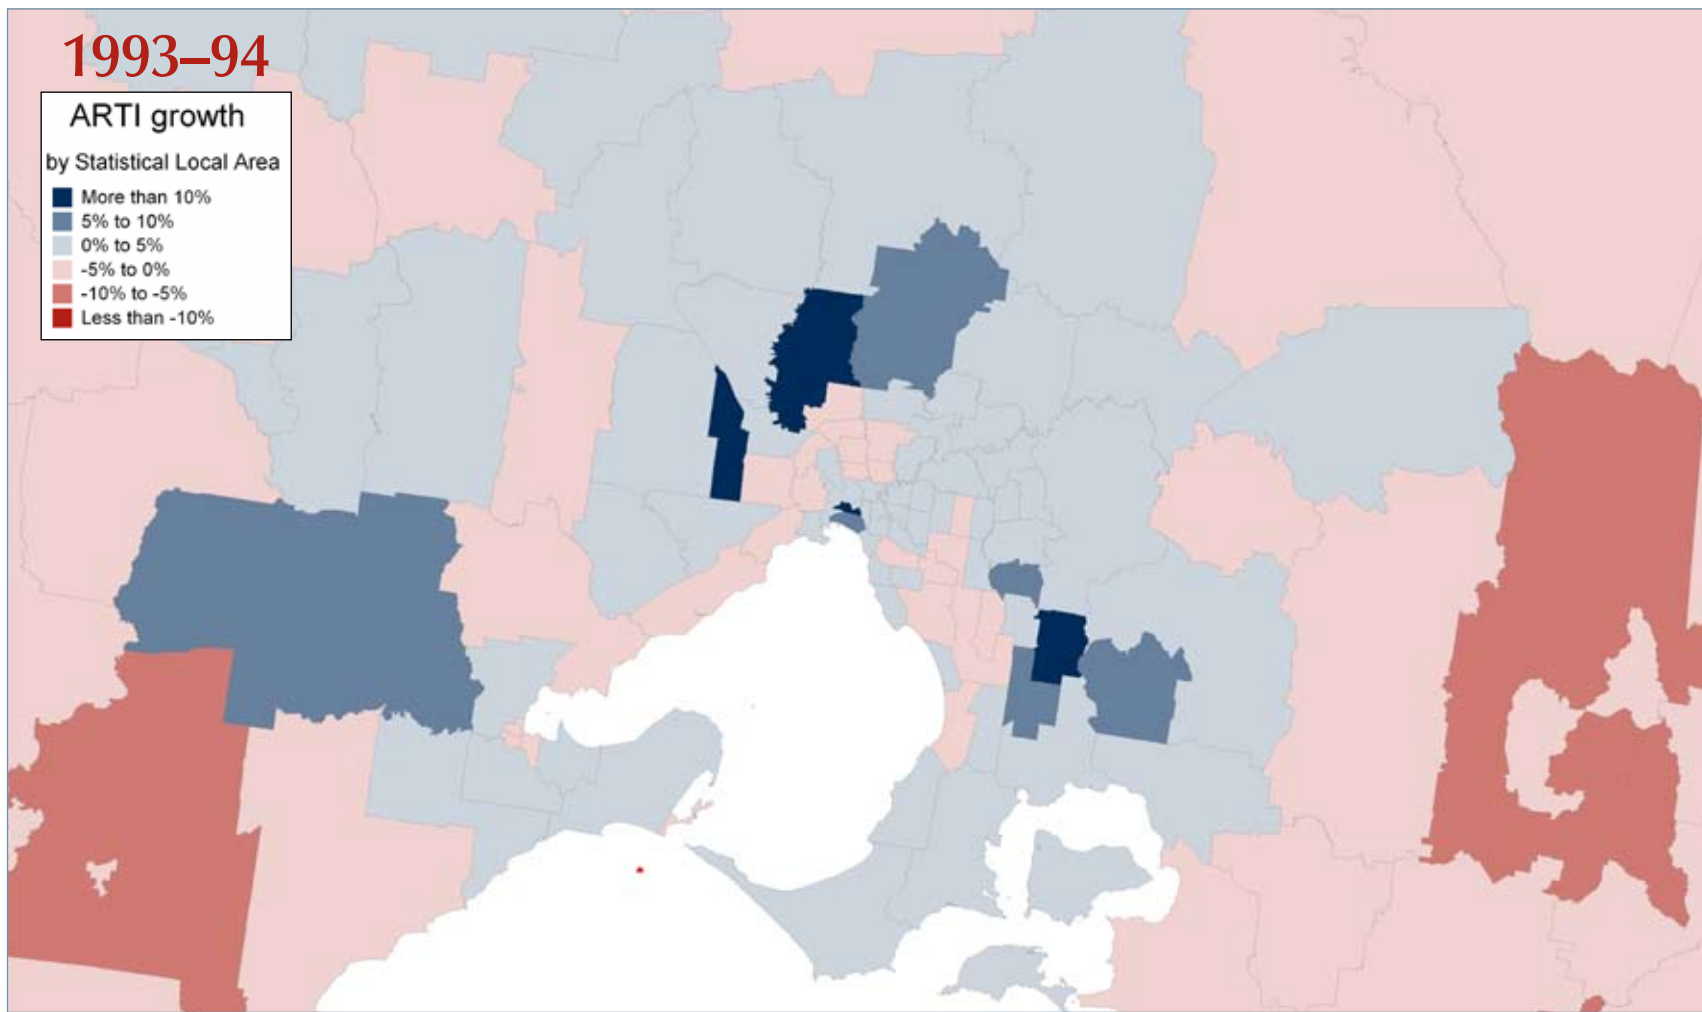 1993–94
ARTI growth
by Statistical Local Area
More than 10%
5% to 10%
0% to 5%
-5% to 0%
-10% to -5%
Less than -10%